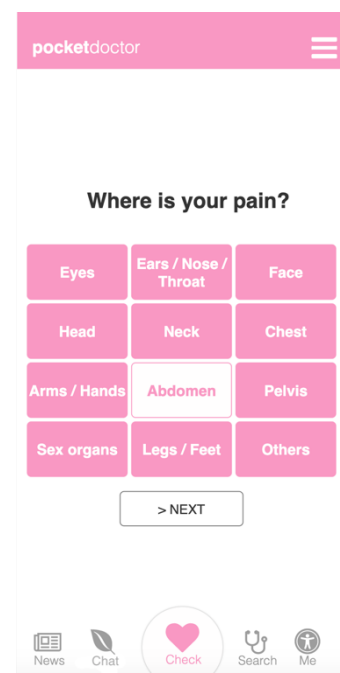 pocketdoctor
Where is your pain?
Eyes
Ears / Nose /
Throat
Face
Head
Neck
Chest
Arms / Hands
Abdomen
Pelvis
Sex organs
Legs / Feet
Others
> NEXT
News
Chat
Check
Search
Me